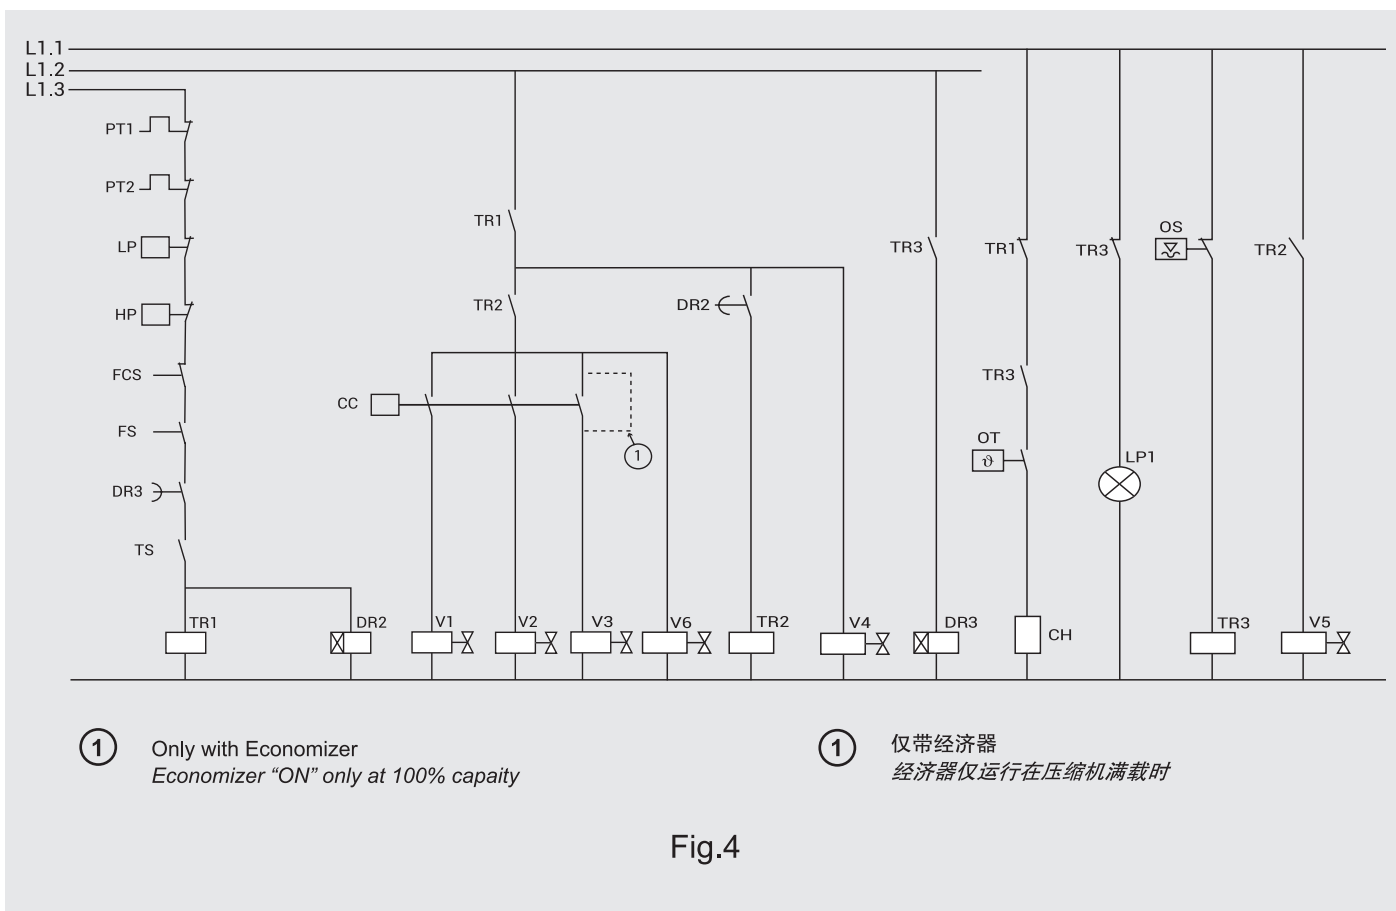 L1.1
L1.2
L1.3
PT1
PT2
LP
HP
FCS
FS
DR3
TS
TR1
DR2
TR1
TR2
CC
1
DR2
V1
V2
V3
V6
TR2
V4
TR3
DR3
TR1
TR3
OT
ϑ
CH
TR3
LP1
OS
TR3
TR2
V5
1 Only with Economizer
Economizer “ON” only at 100% capaity
1 仅带经济器
经济器仅运行在压缩机满载时
Fig.4